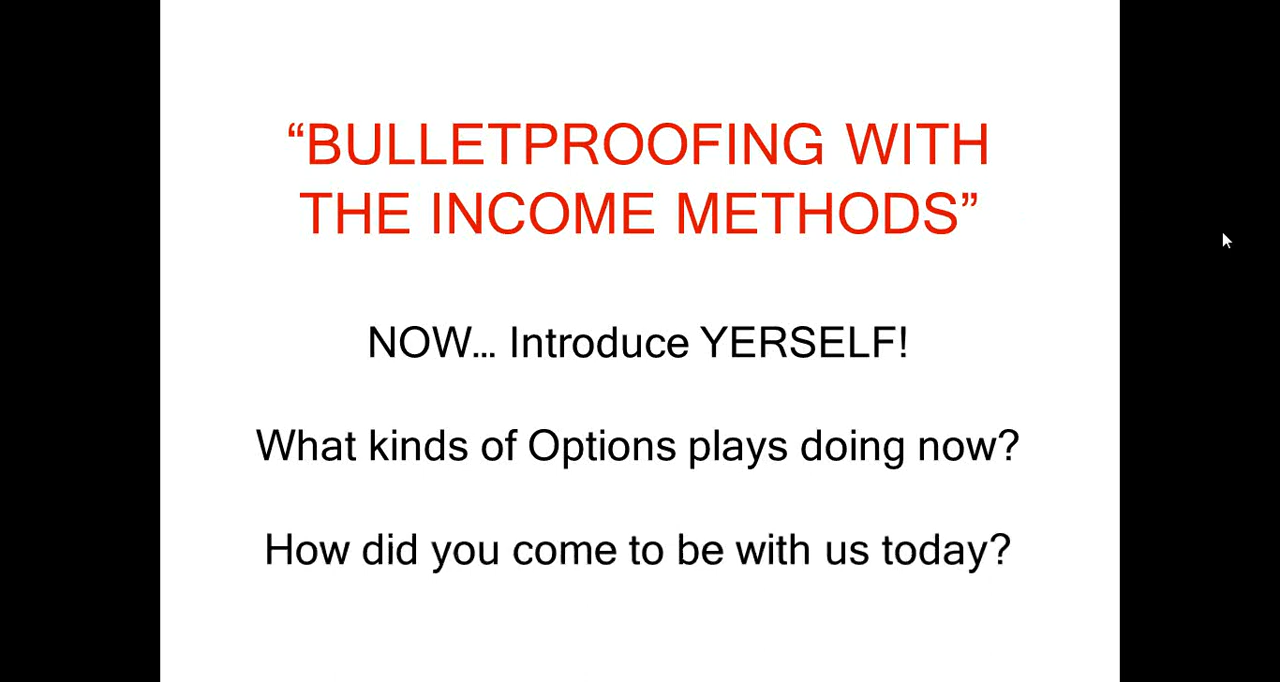 “BULLETPROOFING WITH
THE INCOME METHODS”
NOW... Introduce YERSELF!
What kinds of Options plays doing now?
How did you come to be with us today?